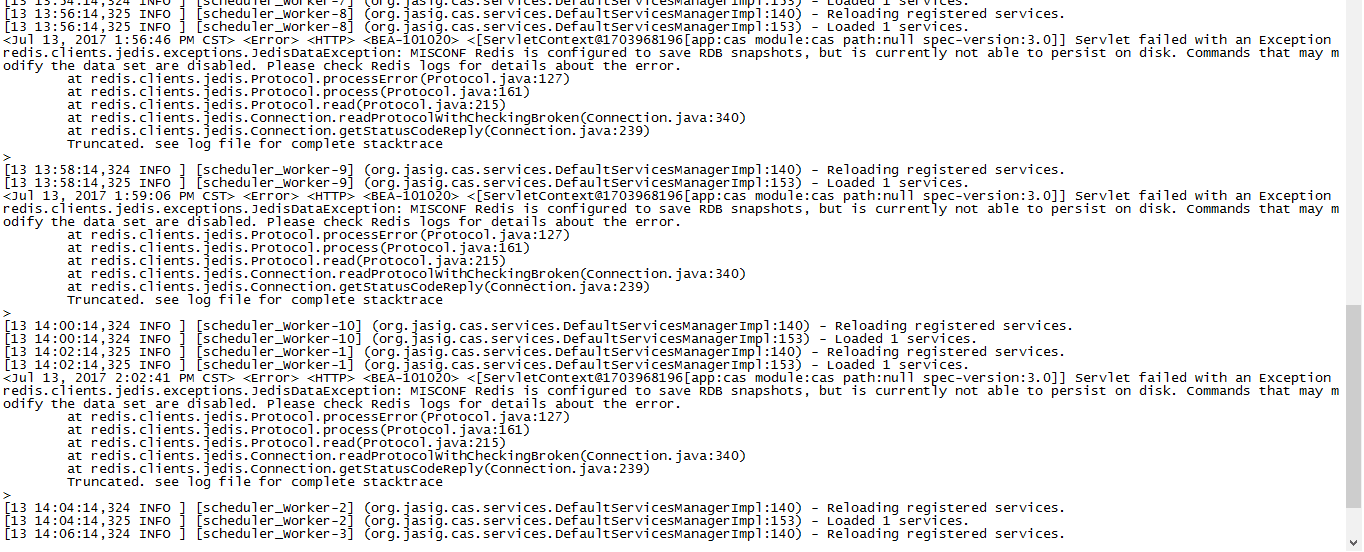 [13 13:54:14,325 INFO ] [scheduler_Worker-7] (org.jasig.cas.services.DefaultServicesManagerImpl:153) - Loaded 1 services.
[13 13:56:14,325 INFO ] [scheduler_Worker-8] (org.jasig.cas.services.DefaultServicesManagerImpl:140) - Reloading registered services.
[13 13:56:14,325 INFO ] [scheduler_Worker-8] (org.jasig.cas.services.DefaultServicesManagerImpl:153) - Loaded 1 services.
<Jul 13, 2017 1:56:46 PM CST> <Error> <HTTP> <BEA-101020> <[ServletContext@1703968196[app:cas module:cas path:null spec-version:3.0]] Servlet failed with an Exception
redis.clients.jedis.exceptions.JedisDataException: MISCONF Redis is configured to save RDB snapshots, but is currently not able to persist on disk. Commands that may m
odify the data set are disabled. Please check Redis logs for details about the error.
        at redis.clients.jedis.Protocol.processError(Protocol.java:127)
        at redis.clients.jedis.Protocol.process(Protocol.java:161)
        at redis.clients.jedis.Protocol.read(Protocol.java:215)
        at redis.clients.jedis.Connection.readProtocolWithCheckingBroken(Connection.java:340)
        at redis.clients.jedis.Connection.getStatusCodeReply(Connection.java:239)
        Truncated. see log file for complete stacktrace
>
[13 13:58:14,324 INFO ] [scheduler_Worker-9] (org.jasig.cas.services.DefaultServicesManagerImpl:140) - Reloading registered services.
[13 13:58:14,325 INFO ] [scheduler_Worker-9] (org.jasig.cas.services.DefaultServicesManagerImpl:153) - Loaded 1 services.
<Jul 13, 2017 1:59:06 PM CST> <Error> <HTTP> <BEA-101020> <[ServletContext@1703968196[app:cas module:cas path:null spec-version:3.0]] Servlet failed with an Exception
redis.clients.jedis.exceptions.JedisDataException: MISCONF Redis is configured to save RDB snapshots, but is currently not able to persist on disk. Commands that may m
odify the data set are disabled. Please check Redis logs for details about the error.
        at redis.clients.jedis.Protocol.processError(Protocol.java:127)
        at redis.clients.jedis.Protocol.process(Protocol.java:161)
        at redis.clients.jedis.Protocol.read(Protocol.java:215)
        at redis.clients.jedis.Connection.readProtocolWithCheckingBroken(Connection.java:340)
        at redis.clients.jedis.Connection.getStatusCodeReply(Connection.java:239)
        Truncated. see log file for complete stacktrace
>
[13 14:00:14,324 INFO ] [scheduler_Worker-10] (org.jasig.cas.services.DefaultServicesManagerImpl:140) - Reloading registered services.
[13 14:00:14,324 INFO ] [scheduler_Worker-10] (org.jasig.cas.services.DefaultServicesManagerImpl:153) - Loaded 1 services.
[13 14:02:14,325 INFO ] [scheduler_Worker-1] (org.jasig.cas.services.DefaultServicesManagerImpl:140) - Reloading registered services.
[13 14:02:14,325 INFO ] [scheduler_Worker-1] (org.jasig.cas.services.DefaultServicesManagerImpl:153) - Loaded 1 services.
<Jul 13, 2017 2:02:41 PM CST> <Error> <HTTP> <BEA-101020> <[ServletContext@1703968196[app:cas module:cas path:null spec-version:3.0]] Servlet failed with an Exception
redis.clients.jedis.exceptions.JedisDataException: MISCONF Redis is configured to save RDB snapshots, but is currently not able to persist on disk. Commands that may m
odify the data set are disabled. Please check Redis logs for details about the error.
        at redis.clients.jedis.Protocol.processError(Protocol.java:127)
        at redis.clients.jedis.Protocol.process(Protocol.java:161)
        at redis.clients.jedis.Protocol.read(Protocol.java:215)
        at redis.clients.jedis.Connection.readProtocolWithCheckingBroken(Connection.java:340)
        at redis.clients.jedis.Connection.getStatusCodeReply(Connection.java:239)
        Truncated. see log file for complete stacktrace
>
[13 14:04:14,324 INFO ] [scheduler_Worker-2] (org.jasig.cas.services.DefaultServicesManagerImpl:140) - Reloading registered services.
[13 14:04:14,325 INFO ] [scheduler_Worker-2] (org.jasig.cas.services.DefaultServicesManagerImpl:153) - Loaded 1 services.
[13 14:06:14,324 INFO ] [scheduler_Worker-3] (org.jasig.cas.services.DefaultServicesManagerImpl:140) - Reloading registered services.